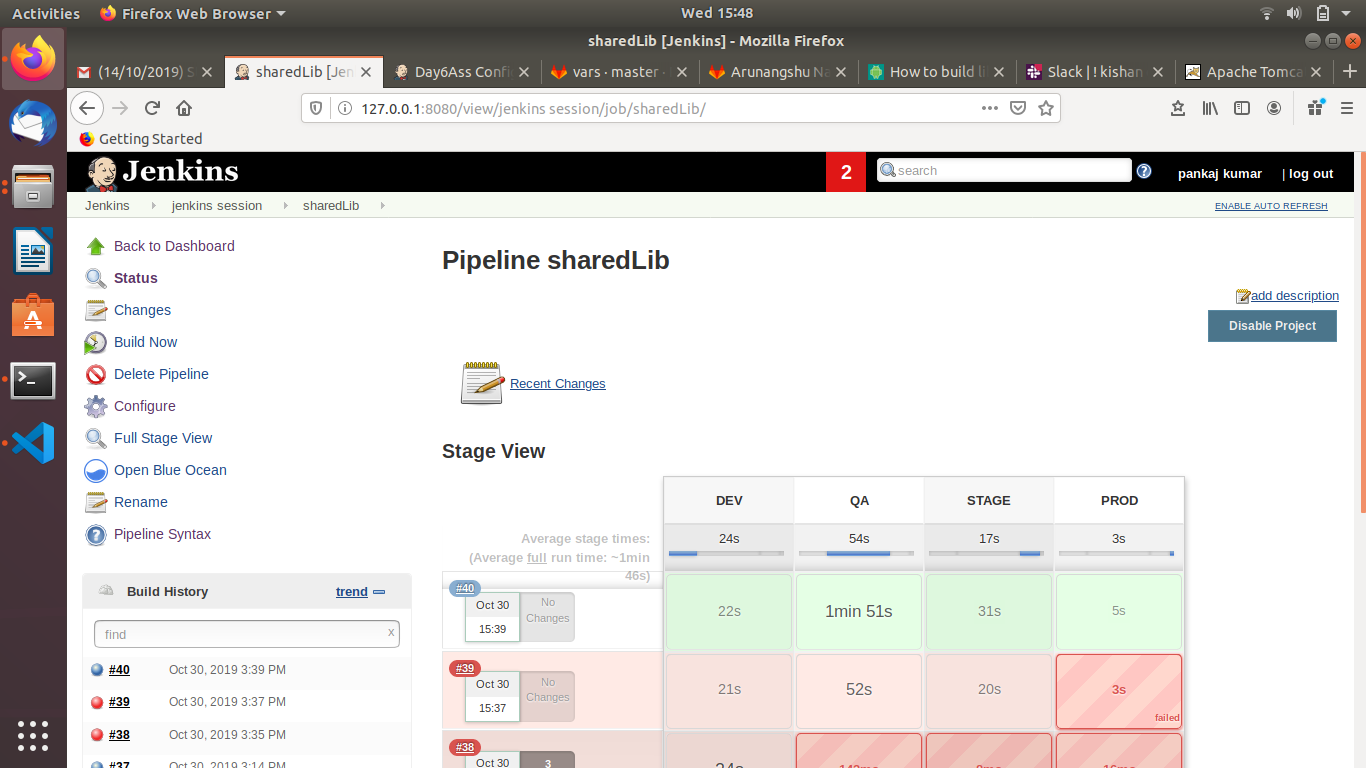 Activities Firefox Web Browser Wed 15:48
sharedLib [Jenkins] - Mozilla Firefox
(14/10/2019) S sharedLib [Jen Day6Ass Confi vars · master · Arunangshu Na How to build li Slack | ! kishan Apache Tomca
127.0.0.1:8080/view/jenkins session/job/sharedLib/
Getting Started
Jenkins 2 search pankaj kumar | log out
Jenkins jenkins session sharedLib ENABLE AUTO REFRESH
Back to Dashboard
Status
Changes
Build Now
Delete Pipeline
Configure
Full Stage View
Open Blue Ocean
Rename
Pipeline Syntax
Build History trend
find x
#40 Oct 30, 2019 3:39 PM
#39 Oct 30, 2019 3:37 PM
#38 Oct 30, 2019 3:35 PM
#37 Oct 30, 2019 3:14 PM
Pipeline sharedLib
add description
Disable Project
Recent Changes
Stage View
DEV QA STAGE PROD
Average stage times: 24s 54s 17s 3s
(Average full run time: ~1min
46s)
#40
Oct 30 No
Changes
15:39
22s 1min 51s 31s 5s
#39
Oct 30 No
Changes
15:37
21s 52s 20s 3s
failed
#38
Oct 30 3
24s 142ms 9ms 16ms